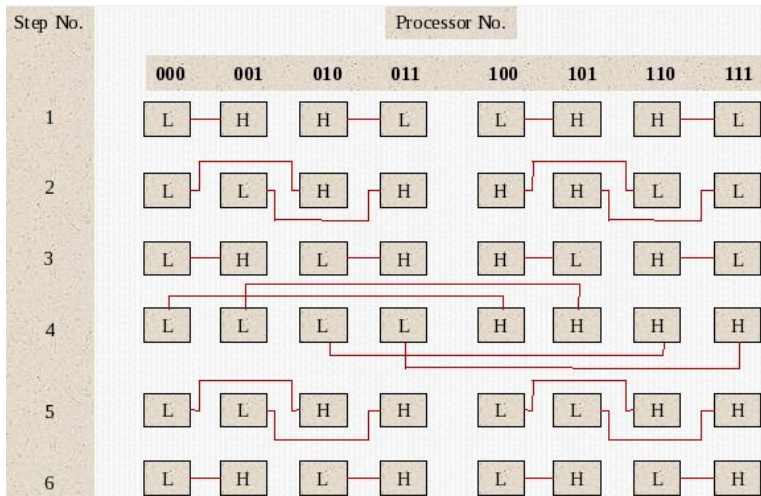 Step No. Processor No.
000 001 010 011 100 101 110 111
1 L H H L L H H L
2 L L H H H H L L
3 L H L H H L H L
4 L L L L H H H H
5 L L H H L L H H
6 L H L H L H L H